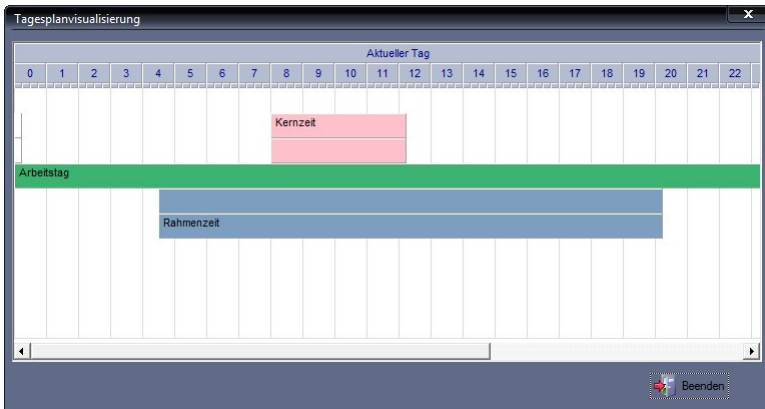 Tagesplanvisualisierung
x
Aktueller Tag
0 1 2 3 4 5 6 7 8 9 10 11 12 13 14 15 16 17 18 19 20 21 22
Kernzeit
Arbeitstag
Rahmenzeit
Beenden